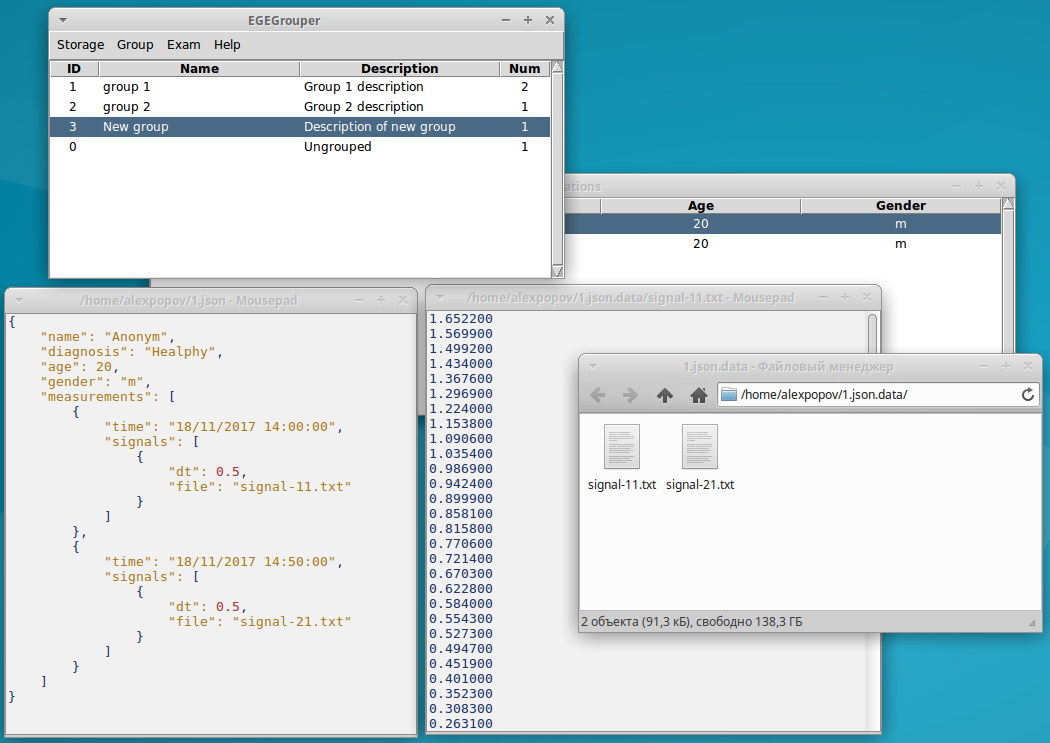 EGEGrouper
Storage Group Exam Help
ID Name Description Num
1 group 1 Group 1 description 2
2 group 2 Group 2 description 1
3 New group Description of new group 1
0 Ungrouped 1
ations
Age Gender
20 m
20 m
/home/alexpopov/1.json - Mousepad
{
"name": "Anonym",
"diagnosis": "Healphy",
"age": 20,
"gender": "m",
"measurements": [
{
"time": "18/11/2017 14:00:00",
"signals": [
{
"dt": 0.5,
"file": "signal-11.txt"
}
]
},
{
"time": "18/11/2017 14:50:00",
"signals": [
{
"dt": 0.5,
"file": "signal-21.txt"
}
]
}
]
}
/home/alexpopov/1.json.data/signal-11.txt - Mousepad
1.652200
1.569900
1.499200
1.434000
1.367600
1.296900
1.224000
1.153800
1.090600
1.035400
0.986900
0.942400
0.899900
0.858100
0.815800
0.770600
0.721400
0.670300
0.622800
0.584000
0.554300
0.527300
0.494700
0.451900
0.401000
0.352300
0.308300
0.263100
1.json.data - Файловый менеджер
/home/alexpopov/1.json.data/
signal-11.txt signal-21.txt
2 объекта (91,3 кБ), свободно 138,3 ГБ